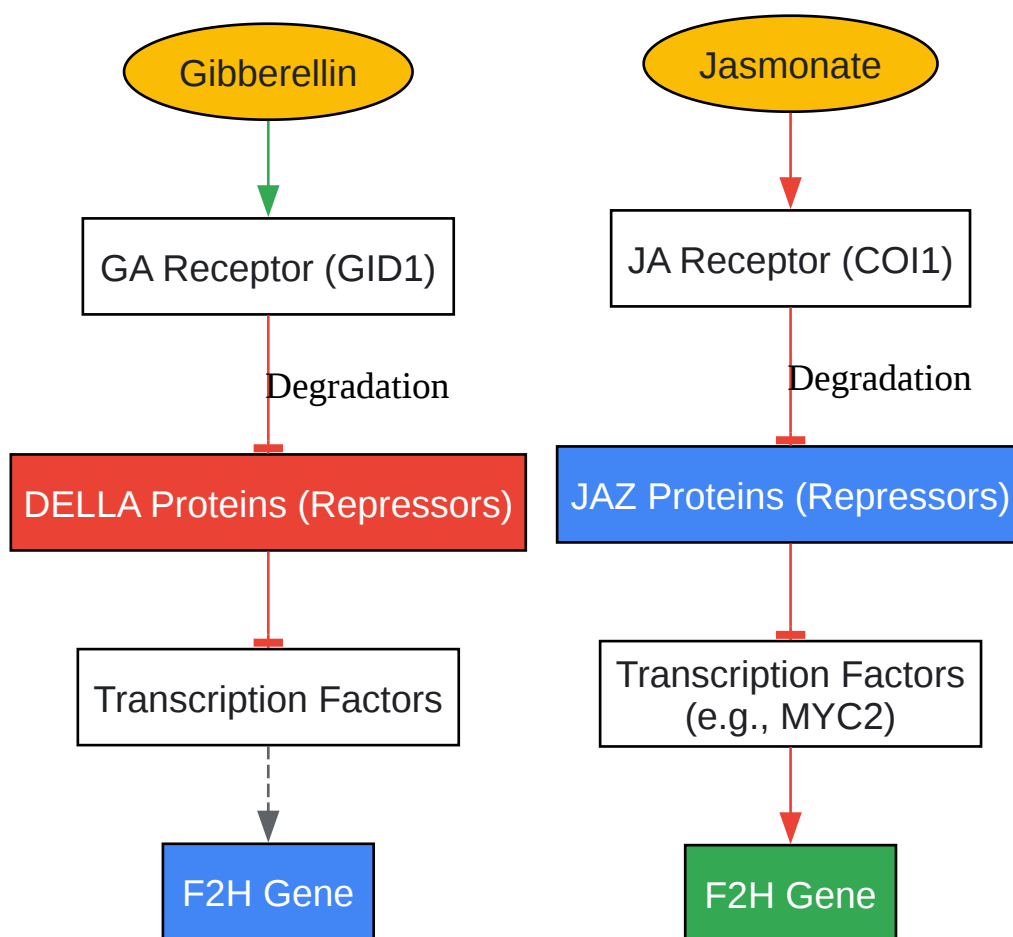 Gibberellin
GA Receptor (GID1)
Degradation
DELLA Proteins (Repressors)
Transcription Factors
F2H Gene
Jasmonate
JA Receptor (COI1)
Degradation
JAZ Proteins (Repressors)
Transcription Factors
(e.g., MYC2)
F2H Gene